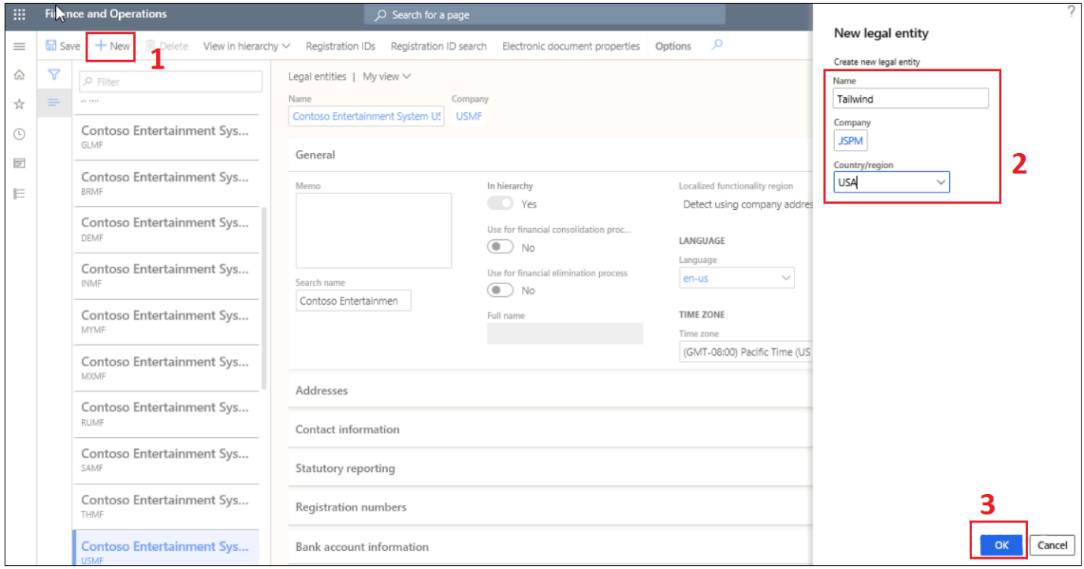 Finance and Operations
Search for a page
?
Save
New
Delete
View in hierarchy
Registration IDs
Registration ID search
Electronic document properties
Options
1
Filter
Contoso Entertainment Sys...
GLMF
Contoso Entertainment Sys...
BRMF
Contoso Entertainment Sys...
DEMF
Contoso Entertainment Sys...
INMF
Contoso Entertainment Sys...
MYMF
Contoso Entertainment Sys...
MXMF
Contoso Entertainment Sys...
RUMF
Contoso Entertainment Sys...
SAMF
Contoso Entertainment Sys...
THMF
Contoso Entertainment Sys...
USMF
Legal entities | My view
Name
Company
Contoso Entertainment System US
USMF
General
Memo
Search name
Contoso Entertainmen
In hierarchy
Yes
Use for financial consolidation proc...
No
Use for financial elimination process
No
Full name
Localized functionality region
Detect using company addres
LANGUAGE
Language
en-us
TIME ZONE
Time zone
(GMT-08:00) Pacific Time (US
Addresses
Contact information
Statutory reporting
Registration numbers
Bank account information
New legal entity
Create new legal entity
Name
Tailwind
Company
JSPM
Country/region
USA
2
3
OK
Cancel